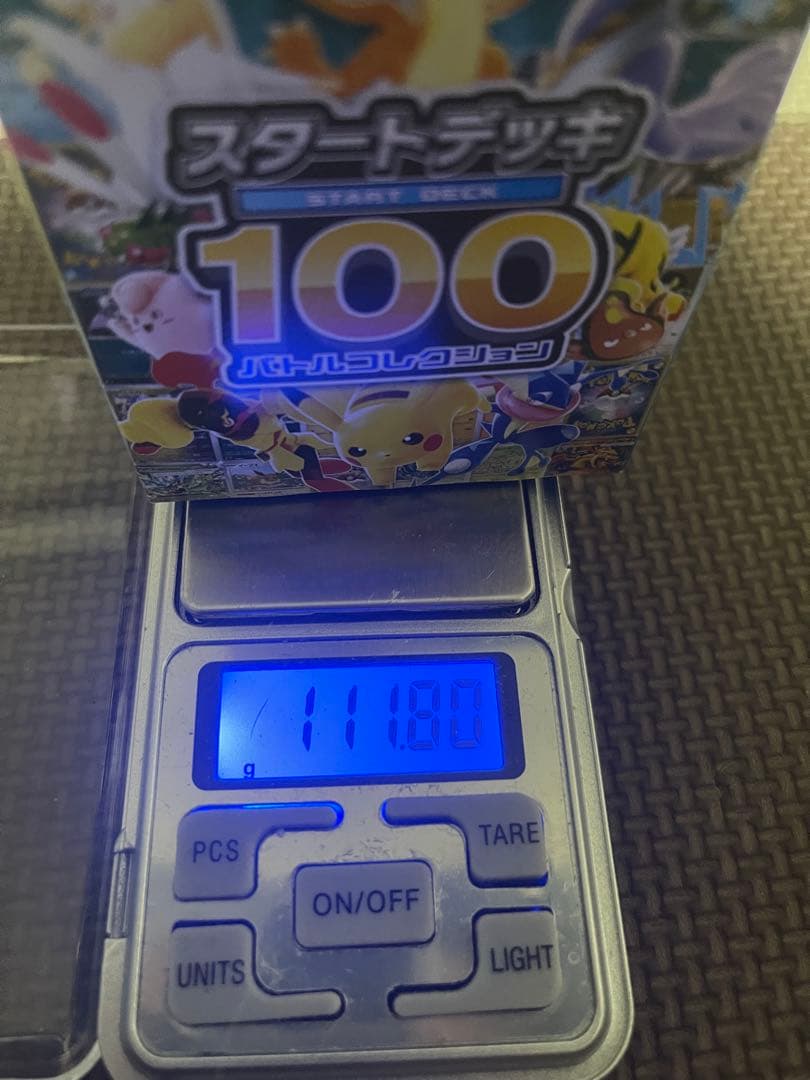 スタートデッキ
START DECK
100
バトルコレクション
111.80
g
PCS
TARE
ON/OFF
UNITS
LIGHT